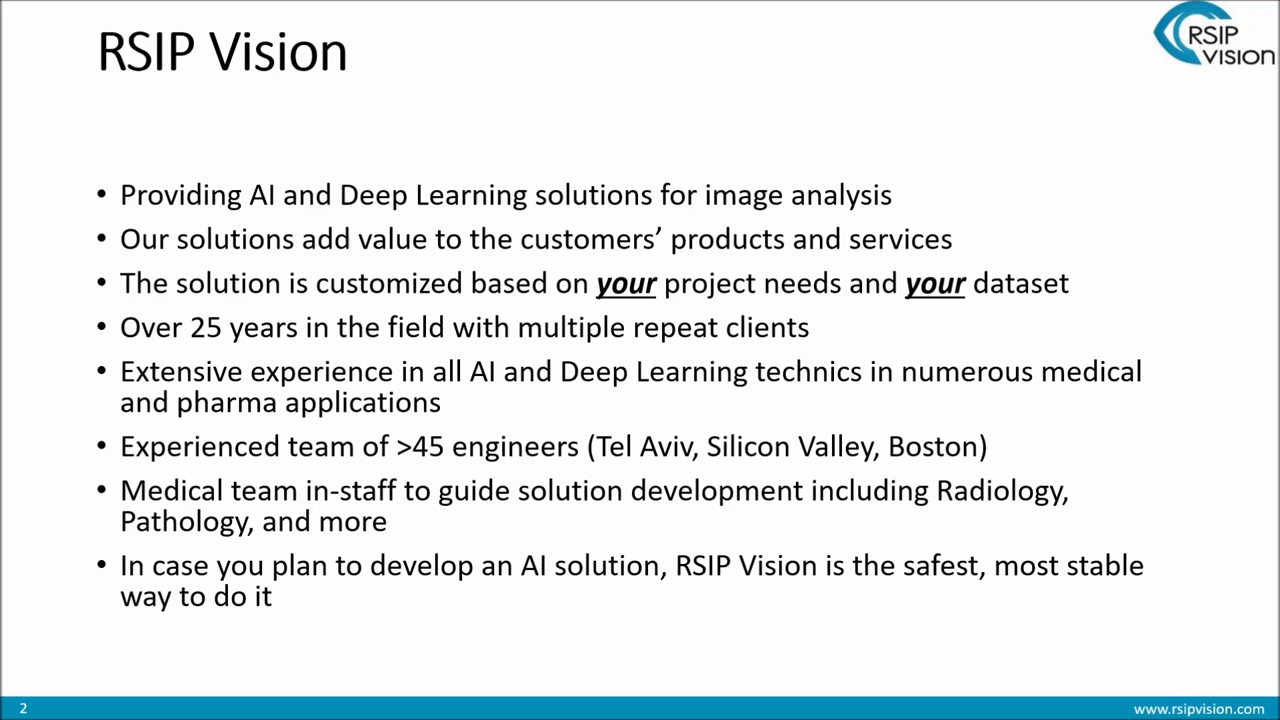 RSIP Vision
RSIP
vision
• Providing AI and Deep Learning solutions for image analysis
• Our solutions add value to the customers’ products and services
• The solution is customized based on your project needs and your dataset
• Over 25 years in the field with multiple repeat clients
• Extensive experience in all AI and Deep Learning technics in numerous medical
and pharma applications
• Experienced team of >45 engineers (Tel Aviv, Silicon Valley, Boston)
• Medical team in-staff to guide solution development including Radiology,
Pathology, and more
• In case you plan to develop an AI solution, RSIP Vision is the safest, most stable
way to do it
2
www.rsipvision.com